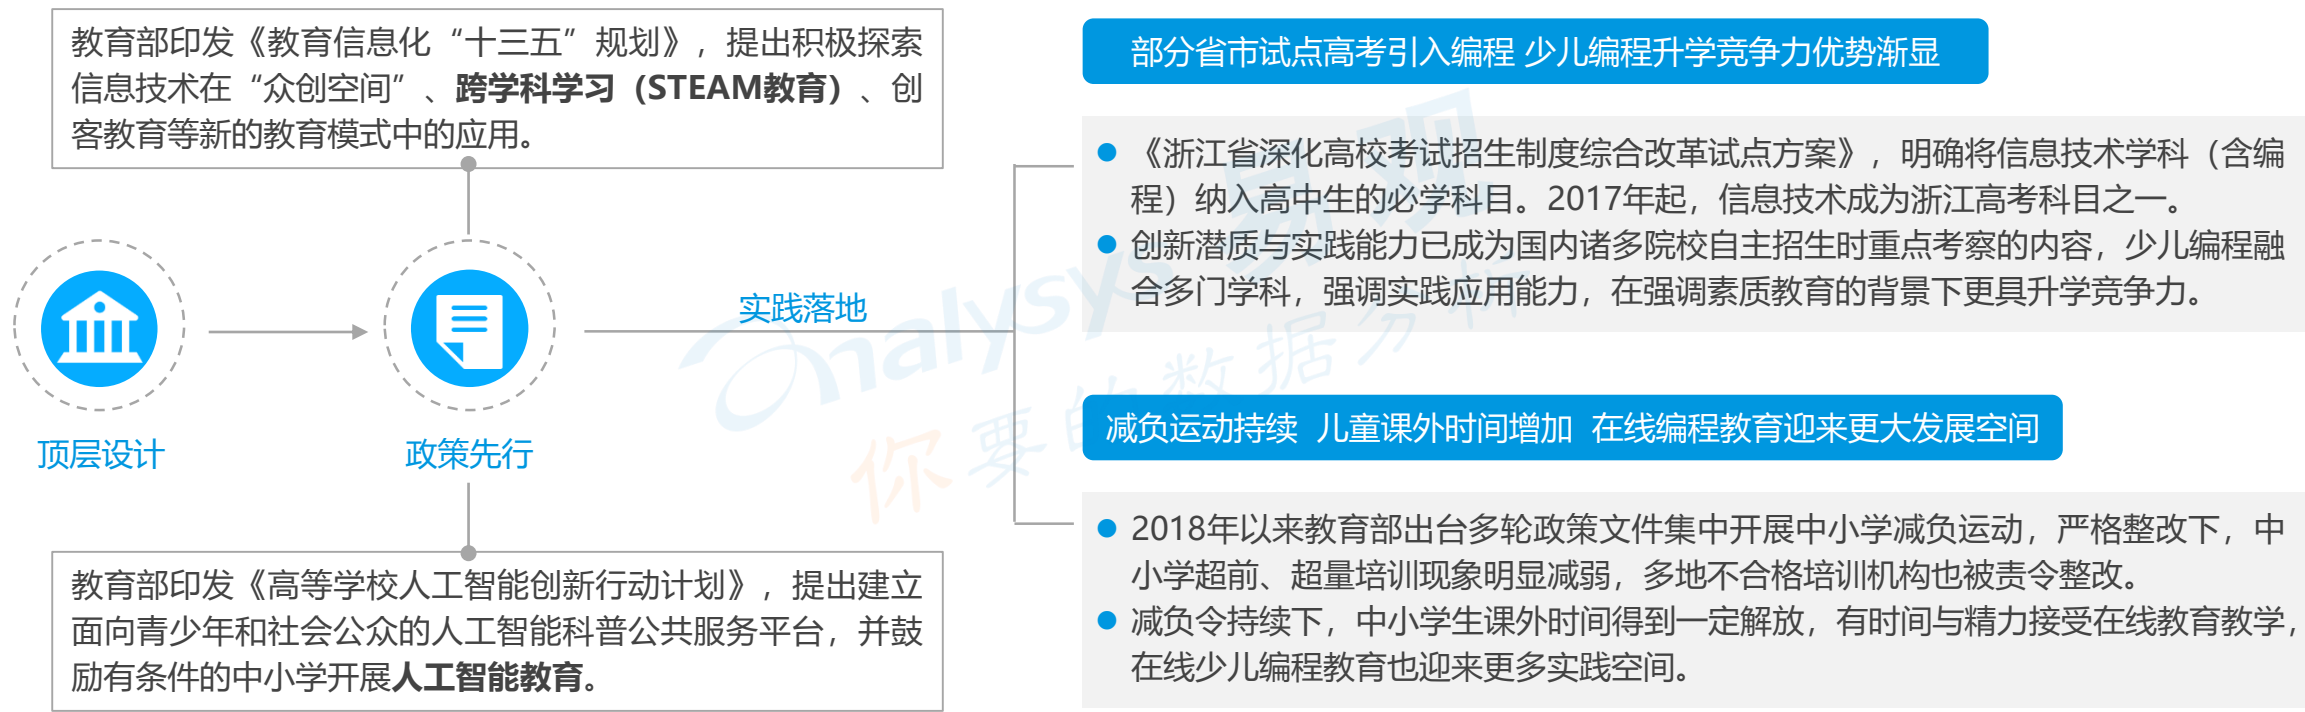 教育部印发《教育信息化“十三五”规划》，提出积极探索
信息技术在“众创空间”、跨学科学习（STEAM教育）、创
客教育等新的教育模式中的应用。
顶层设计
政策先行
教育部印发《高等学校人工智能创新行动计划》，提出建立
面向青少年和社会公众的人工智能科普公共服务平台，并鼓
励有条件的中小学开展人工智能教育。
实践落地
部分省市试点高考引入编程 少儿编程升学竞争力优势渐显
《浙江省深化高校考试招生制度综合改革试点方案》，明确将信息技术学科（含编
程）纳入高中生的必学科目。2017年起，信息技术成为浙江高考科目之一。
创新潜质与实践能力已成为国内诸多院校自主招生时重点考察的内容，少儿编程融
合多门学科，强调实践应用能力，在强调素质教育的背景下更具升学竞争力。
减负运动持续 儿童课外时间增加 在线编程教育迎来更大发展空间
2018年以来教育部出台多轮政策文件集中开展中小学减负运动，严格整改下，中
小学超前、超量培训现象明显减弱，多地不合格培训机构也被责令整改。
减负令持续下，中小学生课外时间得到一定解放，有时间与精力接受在线教育教学，
在线少儿编程教育也迎来更多实践空间。
analysys 易观
你要的数据分析